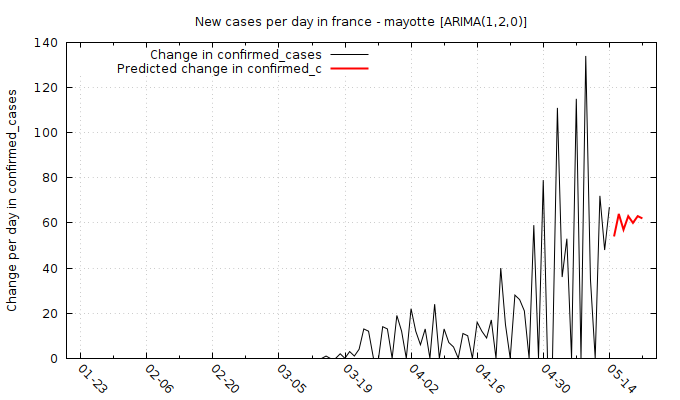 New cases per day in france - mayotte [ARIMA(1,2,0)]
Change in confirmed_cases
Predicted change in confirmed_c
Change per day in confirmed_cases
140
120
100
80
60
40
20
0
01-23 02-06 02-20 03-05 03-19 04-02 04-16 04-30 05-14